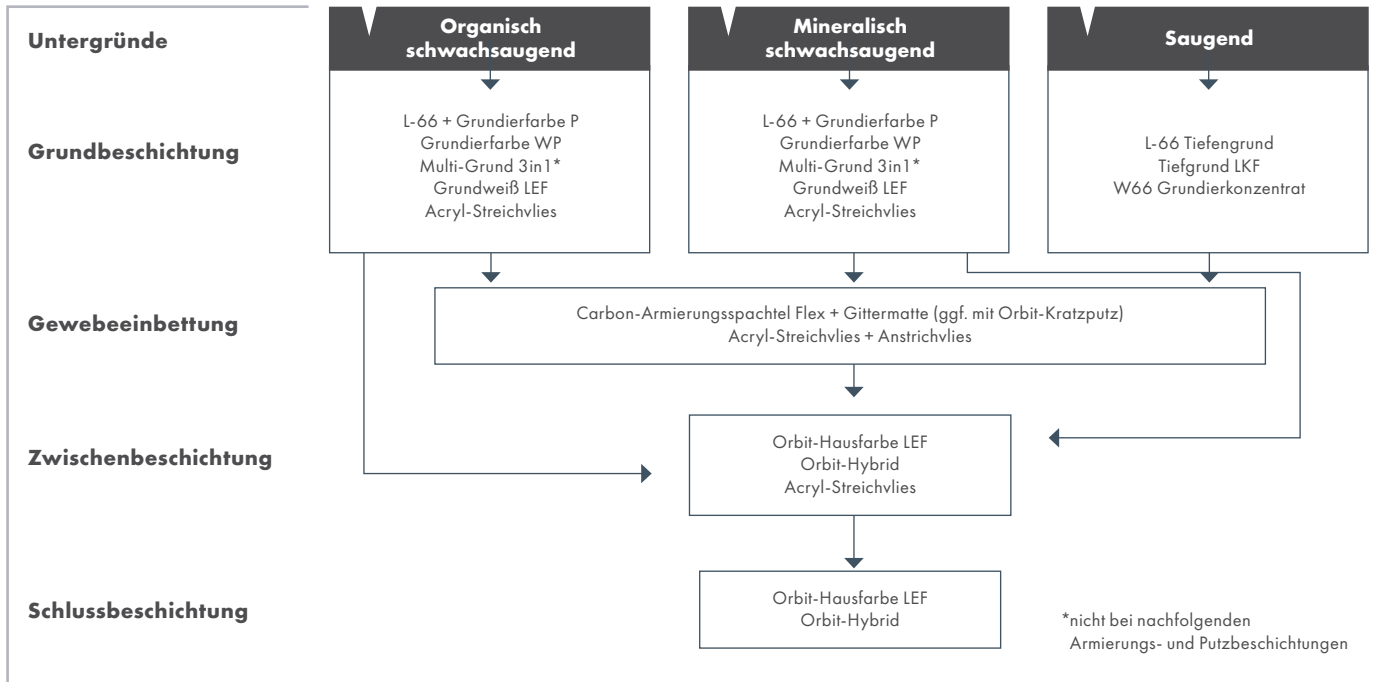 Untergründe
Organisch
schwachsaugend
Mineralisch
schwachsaugend
Saugend
Grundbeschichtung
L-66 + Grundierfarbe P
Grundierfarbe WP
Multi-Grund 3in1*
Grundweiß LEF
Acryl-Streichvlies
L-66 + Grundierfarbe P
Grundierfarbe WP
Multi-Grund 3in1*
Grundweiß LEF
Acryl-Streichvlies
L-66 Tiefengrund
Tiefgrund LKF
W66 Grundierkonzentrat
Gewebeeinbettung
Carbon-Armierungsspachtel Flex + Gittermatte (ggf. mit Orbit-Kratzputz)
Acryl-Streichvlies + Anstrichvlies
Zwischenbeschichtung
Orbit-Hausfarbe LEF
Orbit-Hybrid
Acryl-Streichvlies
Schlussbeschichtung
Orbit-Hausfarbe LEF
Orbit-Hybrid
*nicht bei nachfolgenden
Armierungs- und Putzbeschichtungen